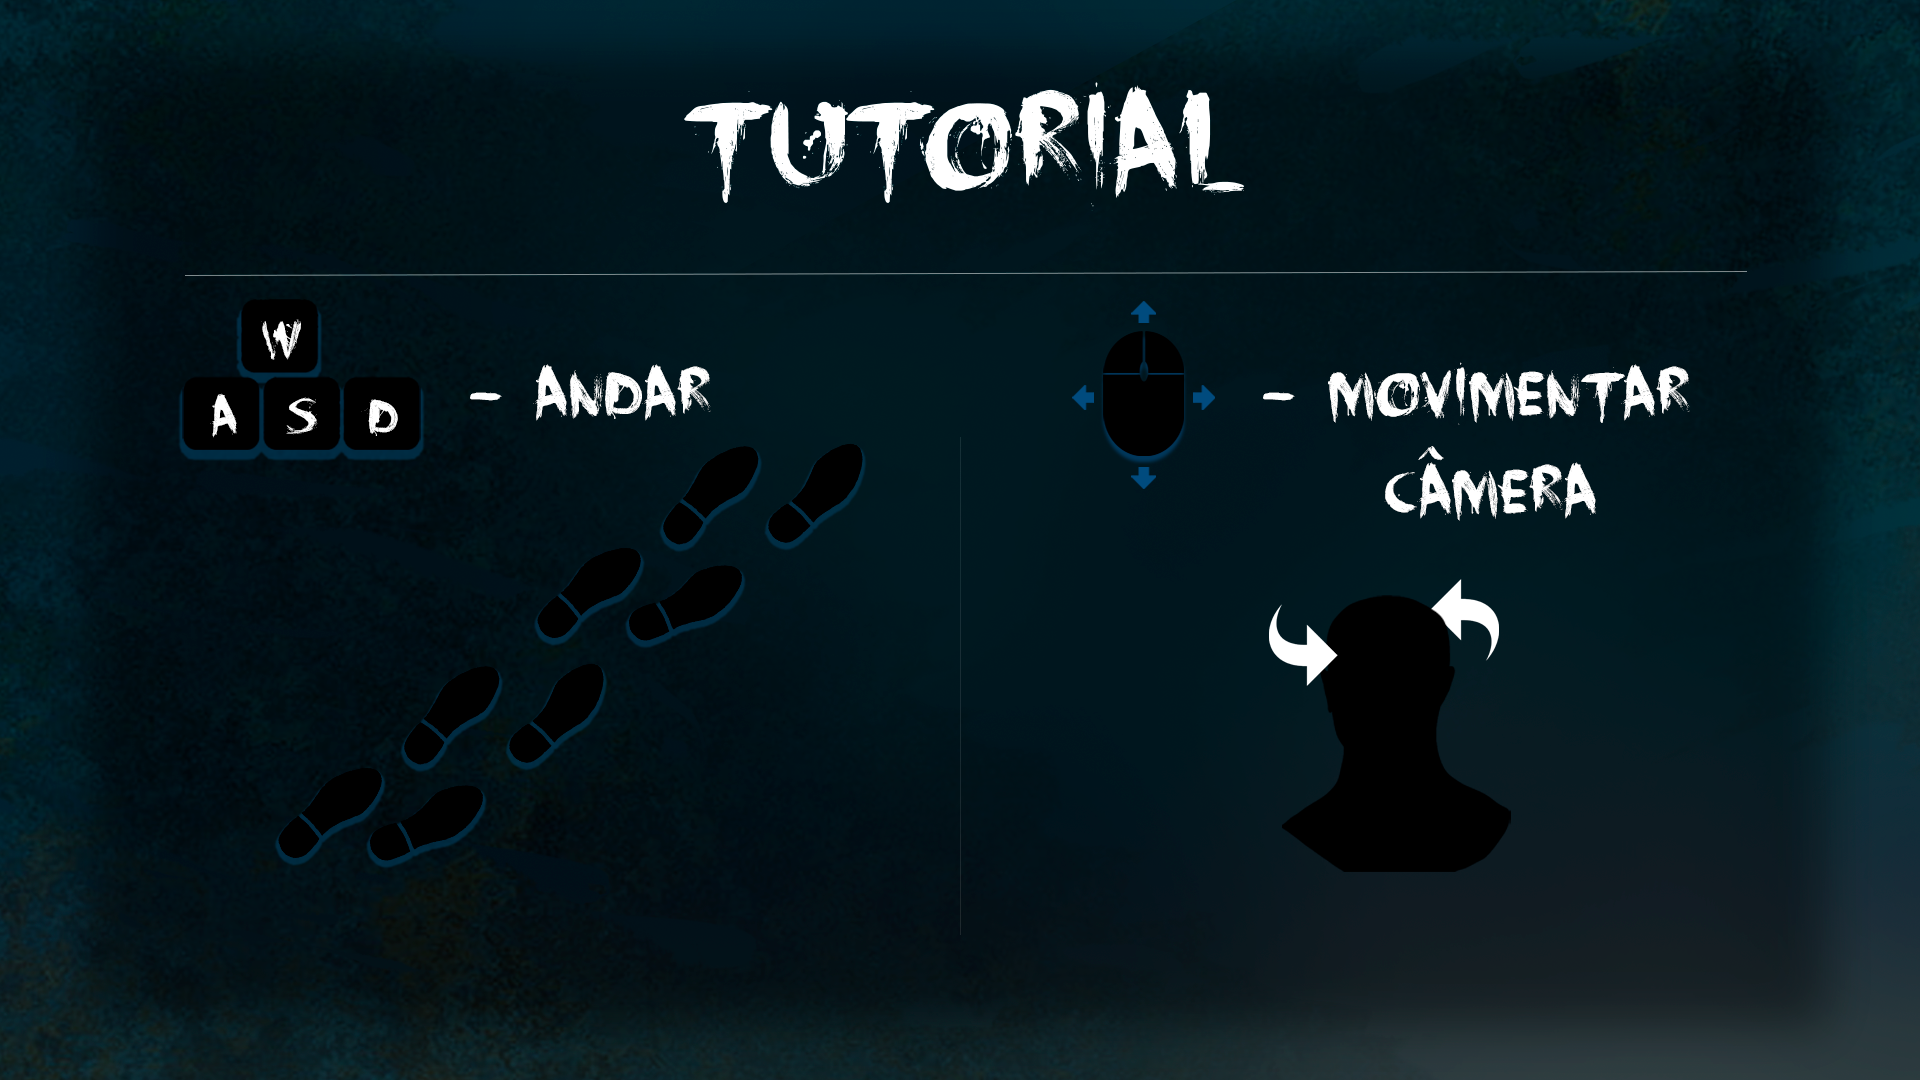 TUTORIAL
W
A S D - ANDAR
- MOVIMENTAR
CÂMERA